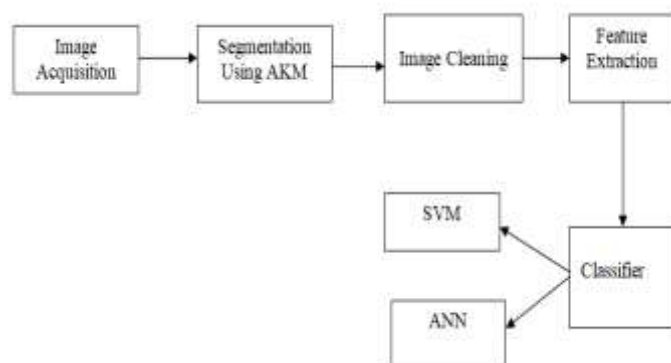 Image
Acquisition
Segmentation
Using AKM
Image Cleaning
Feature
Extraction
SVM
Classifier
ANN